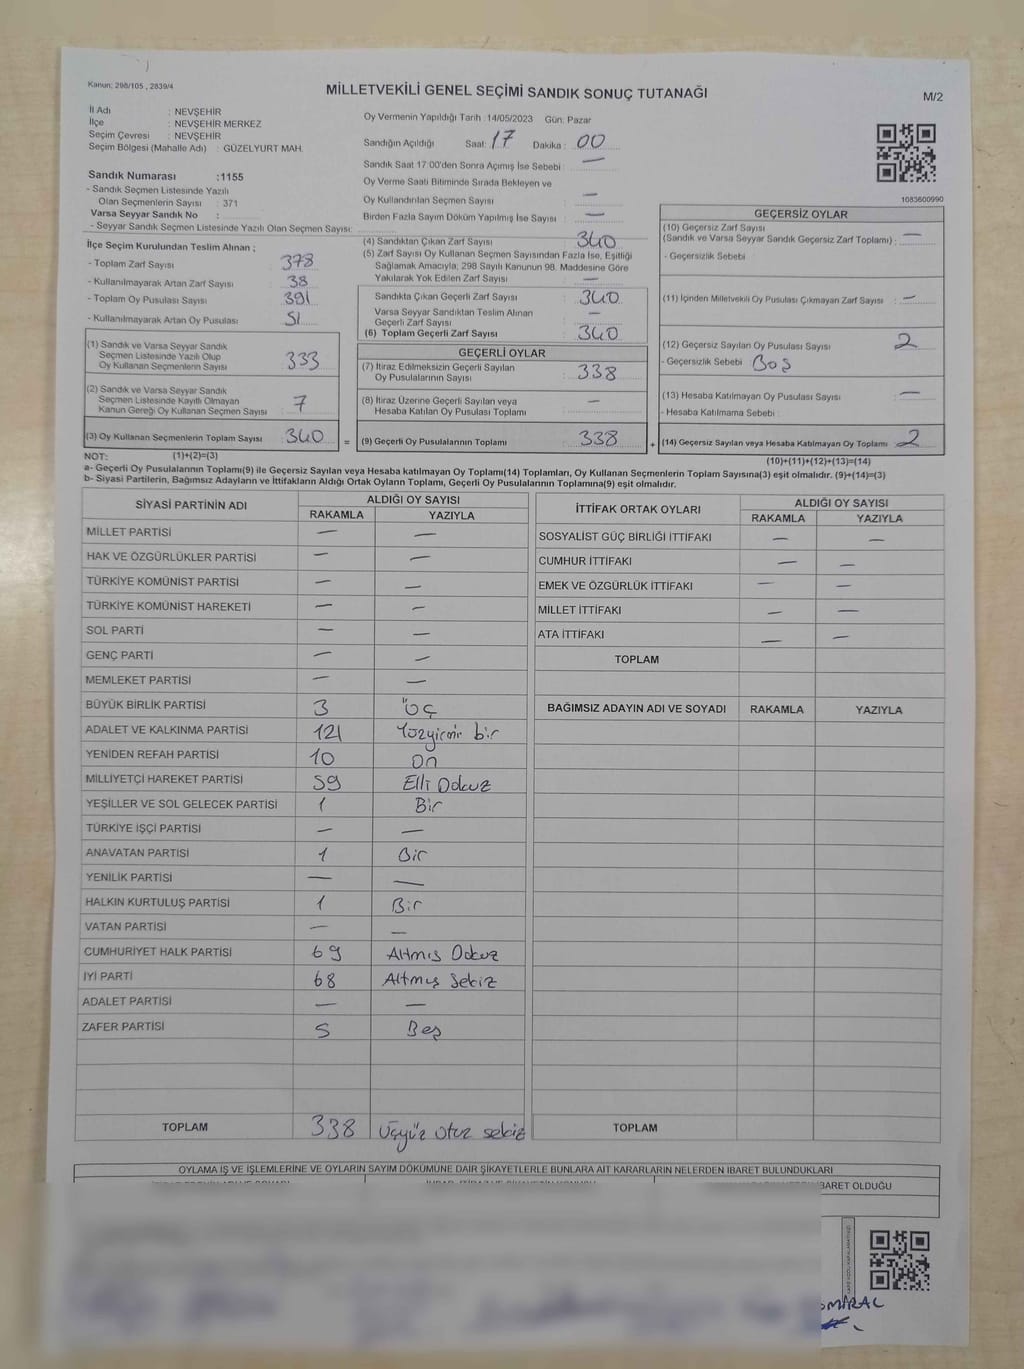 Kanun: 298/105 , 2839/4
MİLLETVEKİLİ GENEL SEÇİMİ SANDIK SONUÇ TUTANAĞI
M/2
İl Adı : NEVŞEHİR
İlçe : NEVŞEHİR MERKEZ
Seçim Çevresi : NEVŞEHİR
Seçim Bölgesi (Mahalle Adı) : GÜZELYURT MAH.
Sandık Numarası :1155
- Sandık Seçmen Listesinde Yazılı
Olan Seçmenlerin Sayısı : 371
Varsa Seyyar Sandık No :
- Seyyar Sandık Seçmen Listesinde Yazılı Olan Seçmen Sayısı:
İlçe Seçim Kurulundan Teslim Alınan ;
- Toplam Zarf Sayısı : 378
- Kullanılmayarak Artan Zarf Sayısı : 38
- Toplam Oy Pusulası Sayısı : 391
- Kullanılmayarak Artan Oy Pusulası : 51
(1) Sandık ve Varsa Seyyar Sandık
Seçmen Listesinde Yazılı Olup
Oy Kullanan Seçmenlerin Sayısı : 333
(2) Sandık ve Varsa Seyyar Sandık
Seçmen Listesinde Kayıtlı Olmayan
Kanun Gereği Oy Kullanan Seçmen Sayısı : 7
(3) Oy Kullanan Seçmenlerin Toplam Sayısı : 340
(1)+(2)=(3)
Oy Vermenin Yapıldığı Tarih :14/05/2023 Gün: Pazar
Sandığın Açıldığı Saat: 17 Dakika : 00
Sandık Saat 17:00'den Sonra Açımış İse Sebebi : —
Oy Verme Saati Bitiminde Sırada Bekleyen ve
Oy Kullandırılan Seçmen Sayısı : —
Birden Fazla Sayım Döküm Yapılmış İse Sayısı : —
(4) Sandıktan Çıkan Zarf Sayısı : 340
(5) Zarf Sayısı Oy Kullanan Seçmen Sayısından Fazla İse, Eşitliği
Sağlamak Amacıyla; 298 Sayılı Kanunun 98. Maddesine Göre
Yakılarak Yok Edilen Zarf Sayısı : —
Sandıkta Çıkan Geçerli Zarf Sayısı : 340
Varsa Seyyar Sandıktan Teslim Alınan
Geçerli Zarf Sayısı : —
(6) Toplam Geçerli Zarf Sayısı : 340
GEÇERLİ OYLAR
(7) İtiraz Edilmeksizin Geçerli Sayılan
Oy Pusulalarının Sayısı : 338
(8) İtiraz Üzerine Geçerli Sayılan veya
Hesaba Katılan Oy Pusulası Toplamı : —
= (9) Geçerli Oy Pusulalarının Toplamı : 338
1083600990
GEÇERSİZ OYLAR
(10) Geçersiz Zarf Sayısı
(Sandık ve Varsa Seyyar Sandık Geçersiz Zarf Toplamı) : —
- Geçersizlik Sebebi :
(11) İçinden Milletvekili Oy Pusulası Çıkmayan Zarf Sayısı : —
(12) Geçersiz Sayılan Oy Pusulası Sayısı : 2
- Geçersizlik Sebebi : Boş
(13) Hesaba Katılmayan Oy Pusulası Sayısı : —
- Hesaba Katılmama Sebebi :
+ (14) Geçersiz Sayılan veya Hesaba Katılmayan Oy Toplamı : 2
(10)+(11)+(12)+(13)=(14)
NOT:
a- Geçerli Oy Pusulalarının Toplamı(9) ile Geçersiz Sayılan veya Hesaba katılmayan Oy Toplamı(14) Toplamları, Oy Kullanan Seçmenlerin Toplam Sayısına(3) eşit olmalıdır. (9)+(14)=(3)
b- Siyasi Partilerin, Bağımsız Adayların ve İttifakların Aldığı Ortak Oyların Toplamı, Geçerli Oy Pusulalarının Toplamına(9) eşit olmalıdır.
SİYASİ PARTİNİN ADI ALDIĞI OY SAYISI
RAKAMLA YAZIYLA
MİLLET PARTİSİ — —
HAK VE ÖZGÜRLÜKLER PARTİSİ — —
TÜRKİYE KOMÜNİST PARTİSİ — —
TÜRKİYE KOMÜNİST HAREKETİ — —
SOL PARTİ — —
GENÇ PARTİ — —
MEMLEKET PARTİSİ — —
BÜYÜK BİRLİK PARTİSİ 3 Üç
ADALET VE KALKINMA PARTİSİ 121 Yüzyirmi bir
YENİDEN REFAH PARTİSİ 10 On
MİLLİYETÇİ HAREKET PARTİSİ 59 Elli Dokuz
YEŞİLLER VE SOL GELECEK PARTİSİ 1 Bir
TÜRKİYE İŞÇİ PARTİSİ — —
ANAVATAN PARTİSİ 1 Bir
YENİLİK PARTİSİ — —
HALKIN KURTULUŞ PARTİSİ 1 Bir
VATAN PARTİSİ — —
CUMHURİYET HALK PARTİSİ 69 Altmış Dokuz
İYİ PARTİ 68 Altmış Sekiz
ADALET PARTİSİ — —
ZAFER PARTİSİ 5 Beş
TOPLAM 338 Üçyüz otuz sekiz
İTTİFAK ORTAK OYLARI ALDIĞI OY SAYISI
RAKAMLA YAZIYLA
SOSYALİST GÜÇ BİRLİĞİ İTTİFAKI — —
CUMHUR İTTİFAKI — —
EMEK VE ÖZGÜRLÜK İTTİFAKI — —
MİLLET İTTİFAKI — —
ATA İTTİFAKI — —
TOPLAM
BAĞIMSIZ ADAYIN ADI VE SOYADI RAKAMLA YAZIYLA
TOPLAM
OYLAMA İŞ VE İŞLEMLERİNE VE OYLARIN SAYIM DÖKÜMÜNE DAİR ŞİKAYETLERLE BUNLARA AİT KARARLARIN NELERDEN İBARET BULUNDUKLARI
BARET OLDUĞU